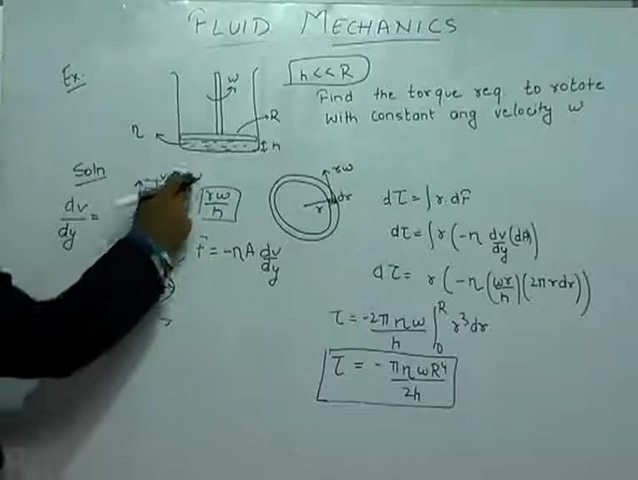 FLUID MECHANICS
Ex.
h<<R
ω
R
η
h
Find the torque req. to rotate
with constant ang velocity ω
Soln
dv/dy =
rω/h
rω
dr
r
F = -ηA dv/dy
dτ = ∫ r.dF
dτ = ∫ r (-η dv/dy (dA))
dτ = r (-η (ωr/h) (2πrdr))
τ = -2πηω/h ∫₀ᴿ r³dr
τ = - πηωR⁴/2h